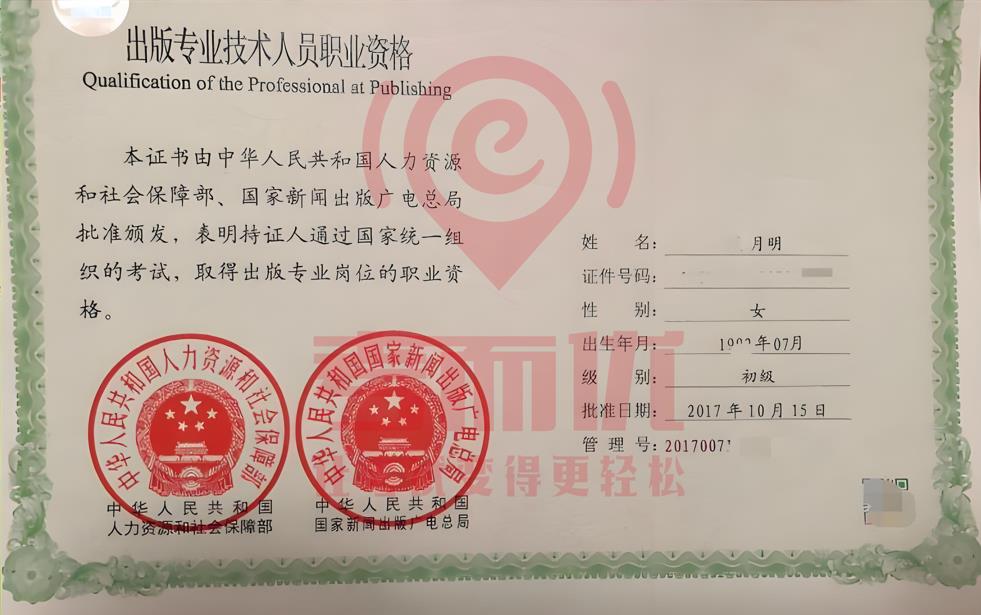 出版专业技术人员职业资格
Qualification of the Professional at Publishing
本证书由中华人民共和国人力资源
和社会保障部、国家新闻出版广电总局
批准颁发，表明持证人通过国家统一组
织的考试，取得出版专业岗位的职业资
格。
姓 名： 月明
证件号码：
性 别： 女
出生年月： 年07月
级 别： 初级
批准日期： 2017 年 10 月 15 日
管 理 号：2017007
中华人民共和国人力资源和社会保障部
中华人民共和国国家新闻出版广电总局
中华人民共和国
人力资源和社会保障部
中华人民共和国
国家新闻出版广电总局
变得更轻松